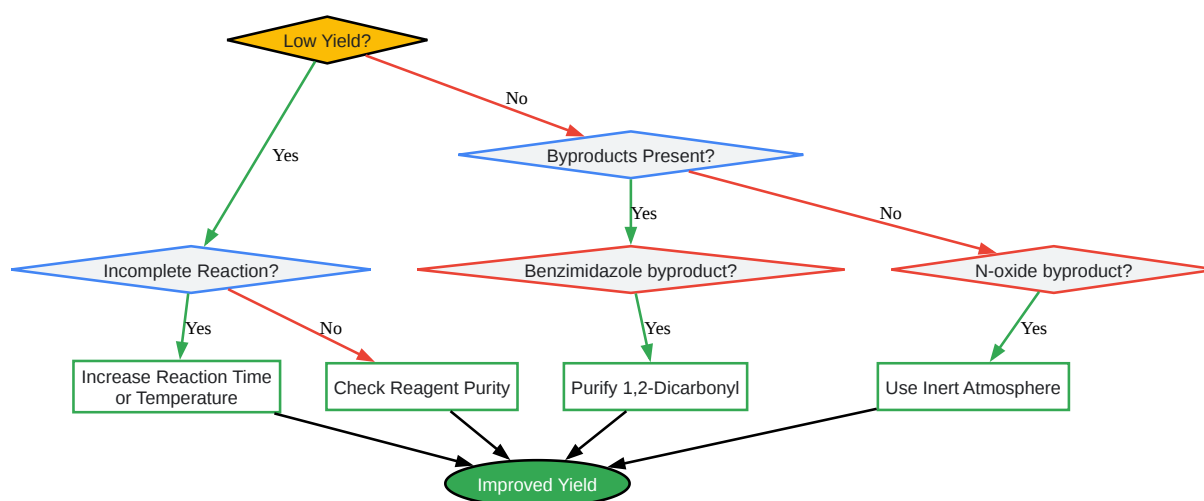 Low Yield?
No
Yes
Byproducts Present?
Yes
No
Incomplete Reaction?
Benzimidazole byproduct?
N-oxide byproduct?
Yes
No
Yes
Yes
Increase Reaction Time
or Temperature
Check Reagent Purity
Purify 1,2-Dicarbonyl
Use Inert Atmosphere
Improved Yield